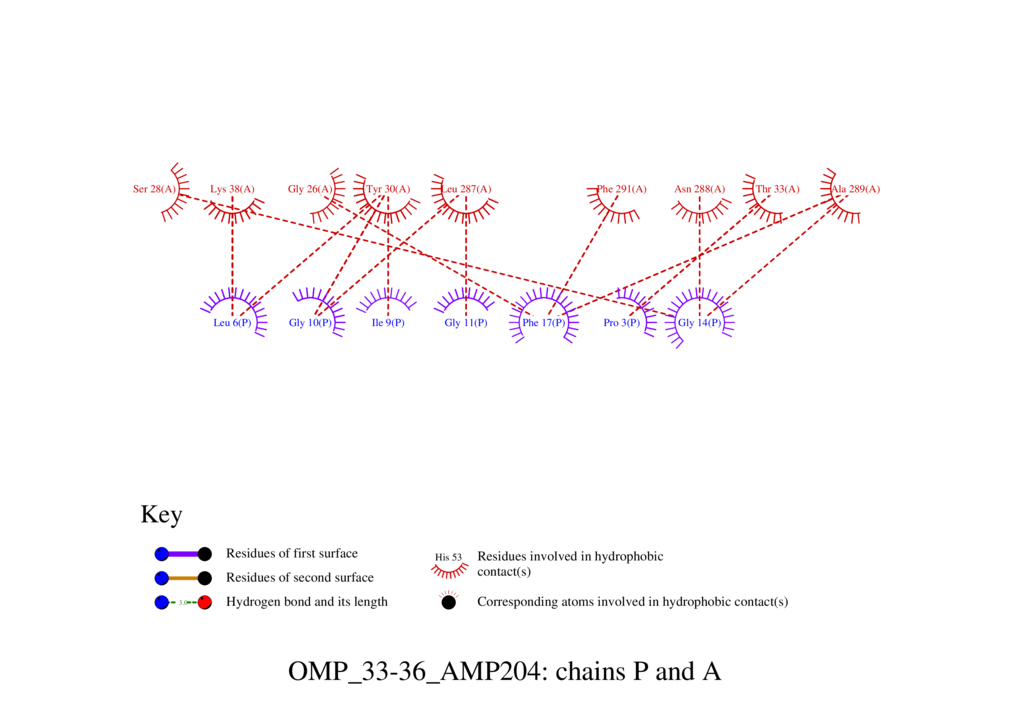 Ser 28(A) Lys 38(A) Gly 26(A) Tyr 30(A) Leu 287(A) Phe 291(A) Asn 288(A) Thr 33(A) Ala 289(A)
Leu 6(P) Gly 10(P) Ile 9(P) Gly 11(P) Phe 17(P) Pro 3(P) Gly 14(P)
Key
Residues of first surface
Residues of second surface
3.0
Hydrogen bond and its length
His 53
Residues involved in hydrophobic
contact(s)
Corresponding atoms involved in hydrophobic contact(s)
OMP_33-36_AMP204: chains P and A